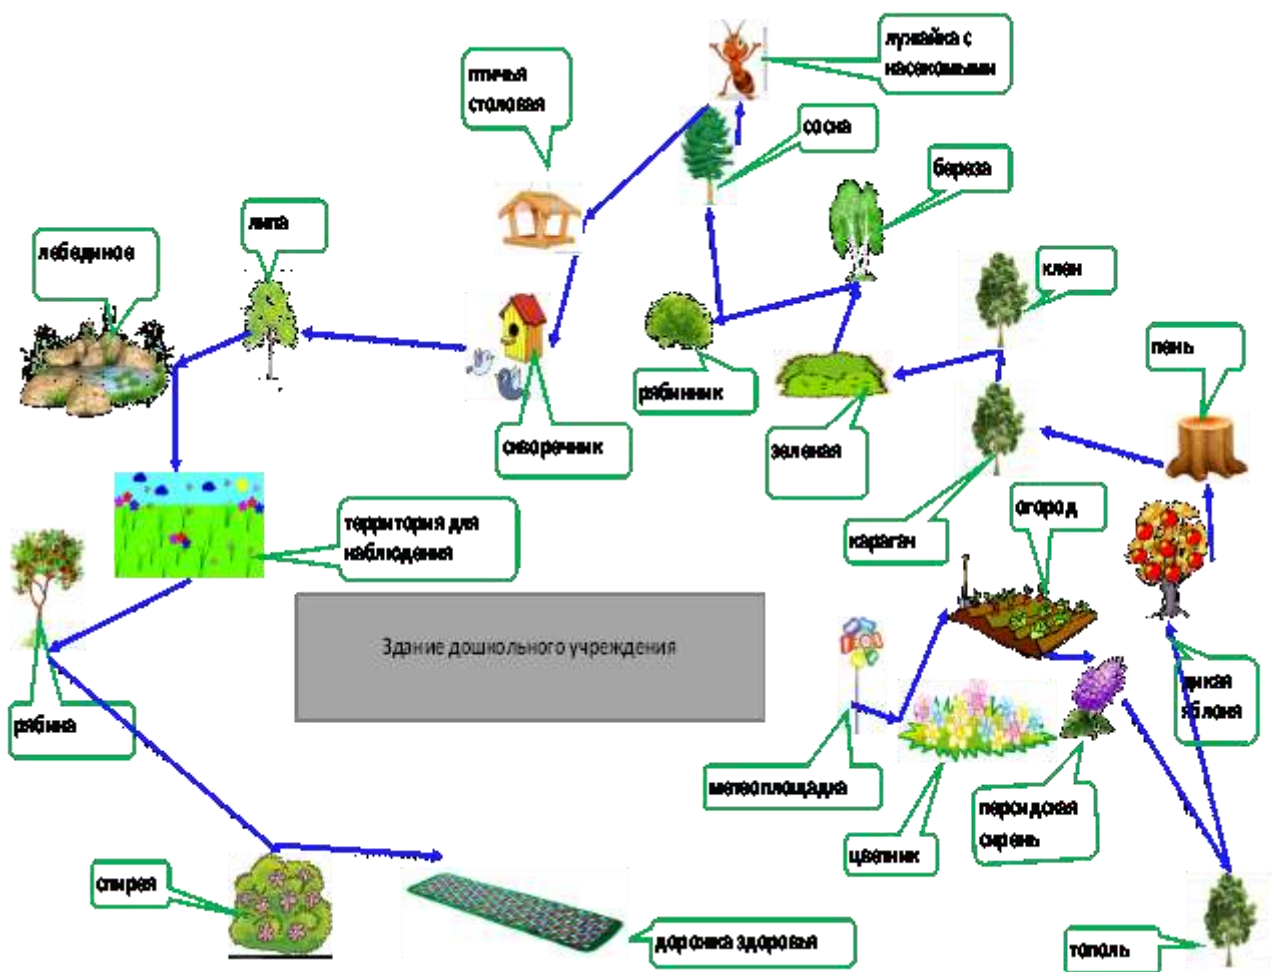 лужайка с
насекомыми
птичья
столовая
сосна
береза
липа
лебединое
клен
пень
рябинник
скворечник
зеленая
огород
карагач
территория для
наблюдения
Здание дошкольного учреждения
дикая
яблоня
рябина
метеоплощадка
персидская
сирень
цветник
спирея
дорожка здоровья
тополь